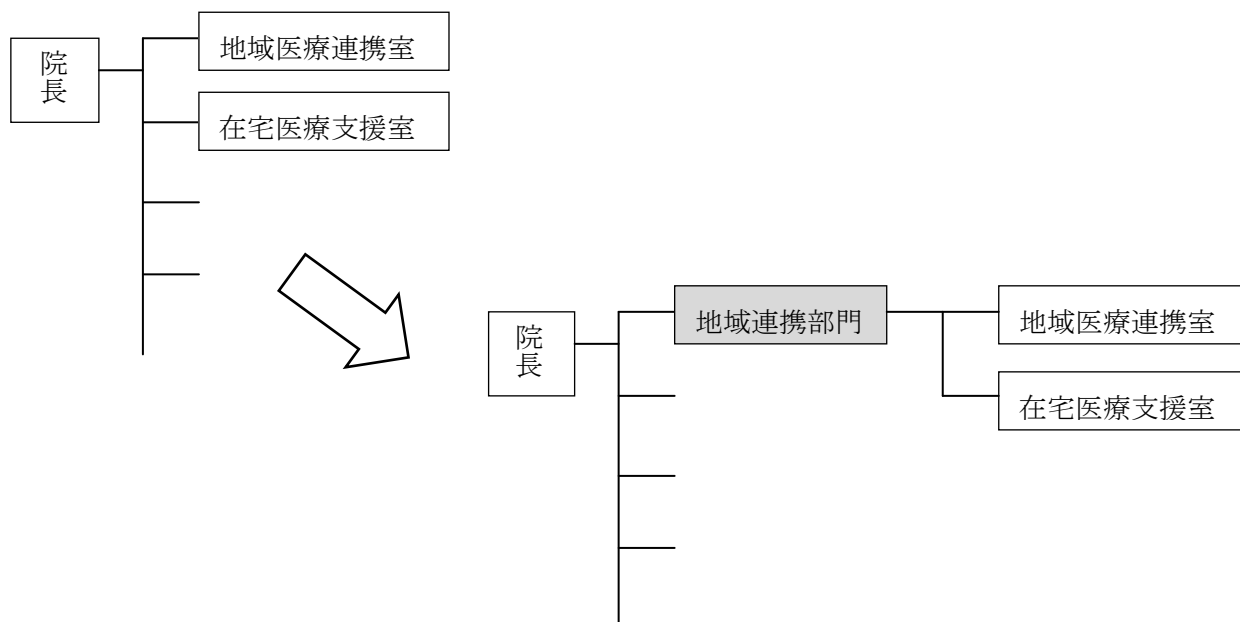 院長
地域医療連携室
在宅医療支援室
院長
地域連携部門
地域医療連携室
在宅医療支援室